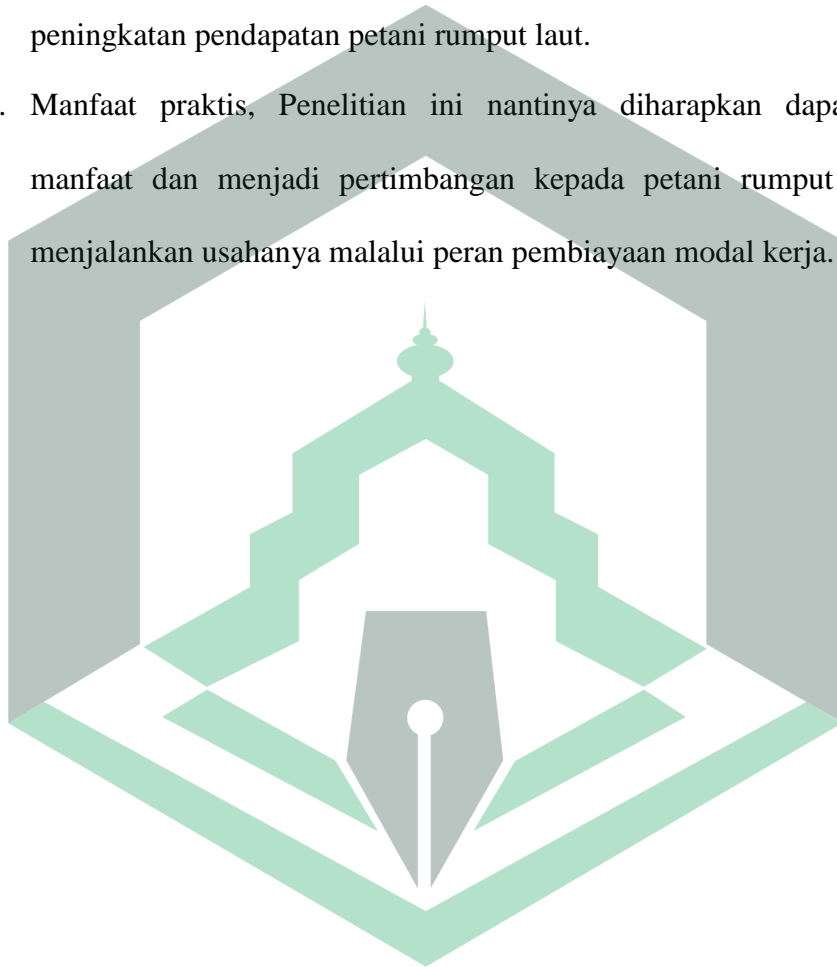 peningkatan pendapatan petani rumput laut.
. Manfaat praktis, Penelitian ini nantinya diharapkan
manfaat dan menjadi pertimbangan kepada petani rumput
menjalankan usahanya malalui peran pembiayaan modal kerja.